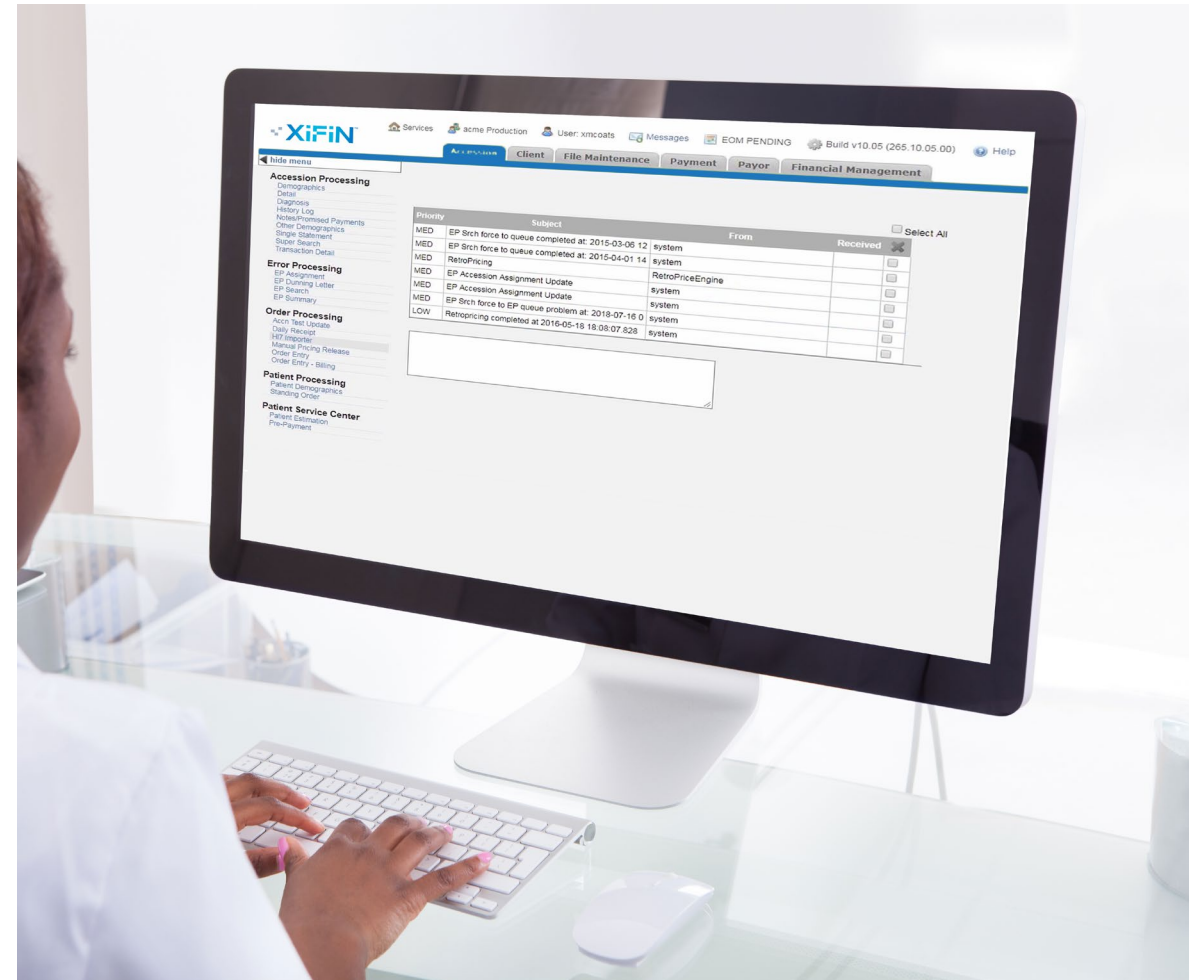 XiFiN
Services acme Production User: xmcoats Messages EOM PENDING Build v10.05 (265.10.05.00) Help
Accession Client File Maintenance Payment Payor Financial Management
hide menu
Accession Processing
Demographics
Detail
Diagnosis
History Log
Notes/Promised Payments
Other Demographics
Single Statement
Super Search
Transaction Detail
Error Processing
EP Assignment
EP Dunning Letter
EP Search
EP Summary
Order Processing
Accn Test Update
Daily Receipt
Hl7 Importer
Manual Pricing Release
Order Entry
Order Entry - Billing
Patient Processing
Patient Demographics
Standing Order
Patient Service Center
Patient Estimation
Pre-Payment
Select All
Priority Subject From Received
MED EP Srch force to queue completed at: 2015-03-06 12 system
MED EP Srch force to queue completed at: 2015-04-01 14 system
MED RetroPricing RetroPriceEngine
MED EP Accession Assignment Update system
MED EP Accession Assignment Update system
MED EP Srch force to EP queue problem at: 2018-07-16 0 system
LOW Retropricing completed at 2016-05-18 18:08:07.828 system